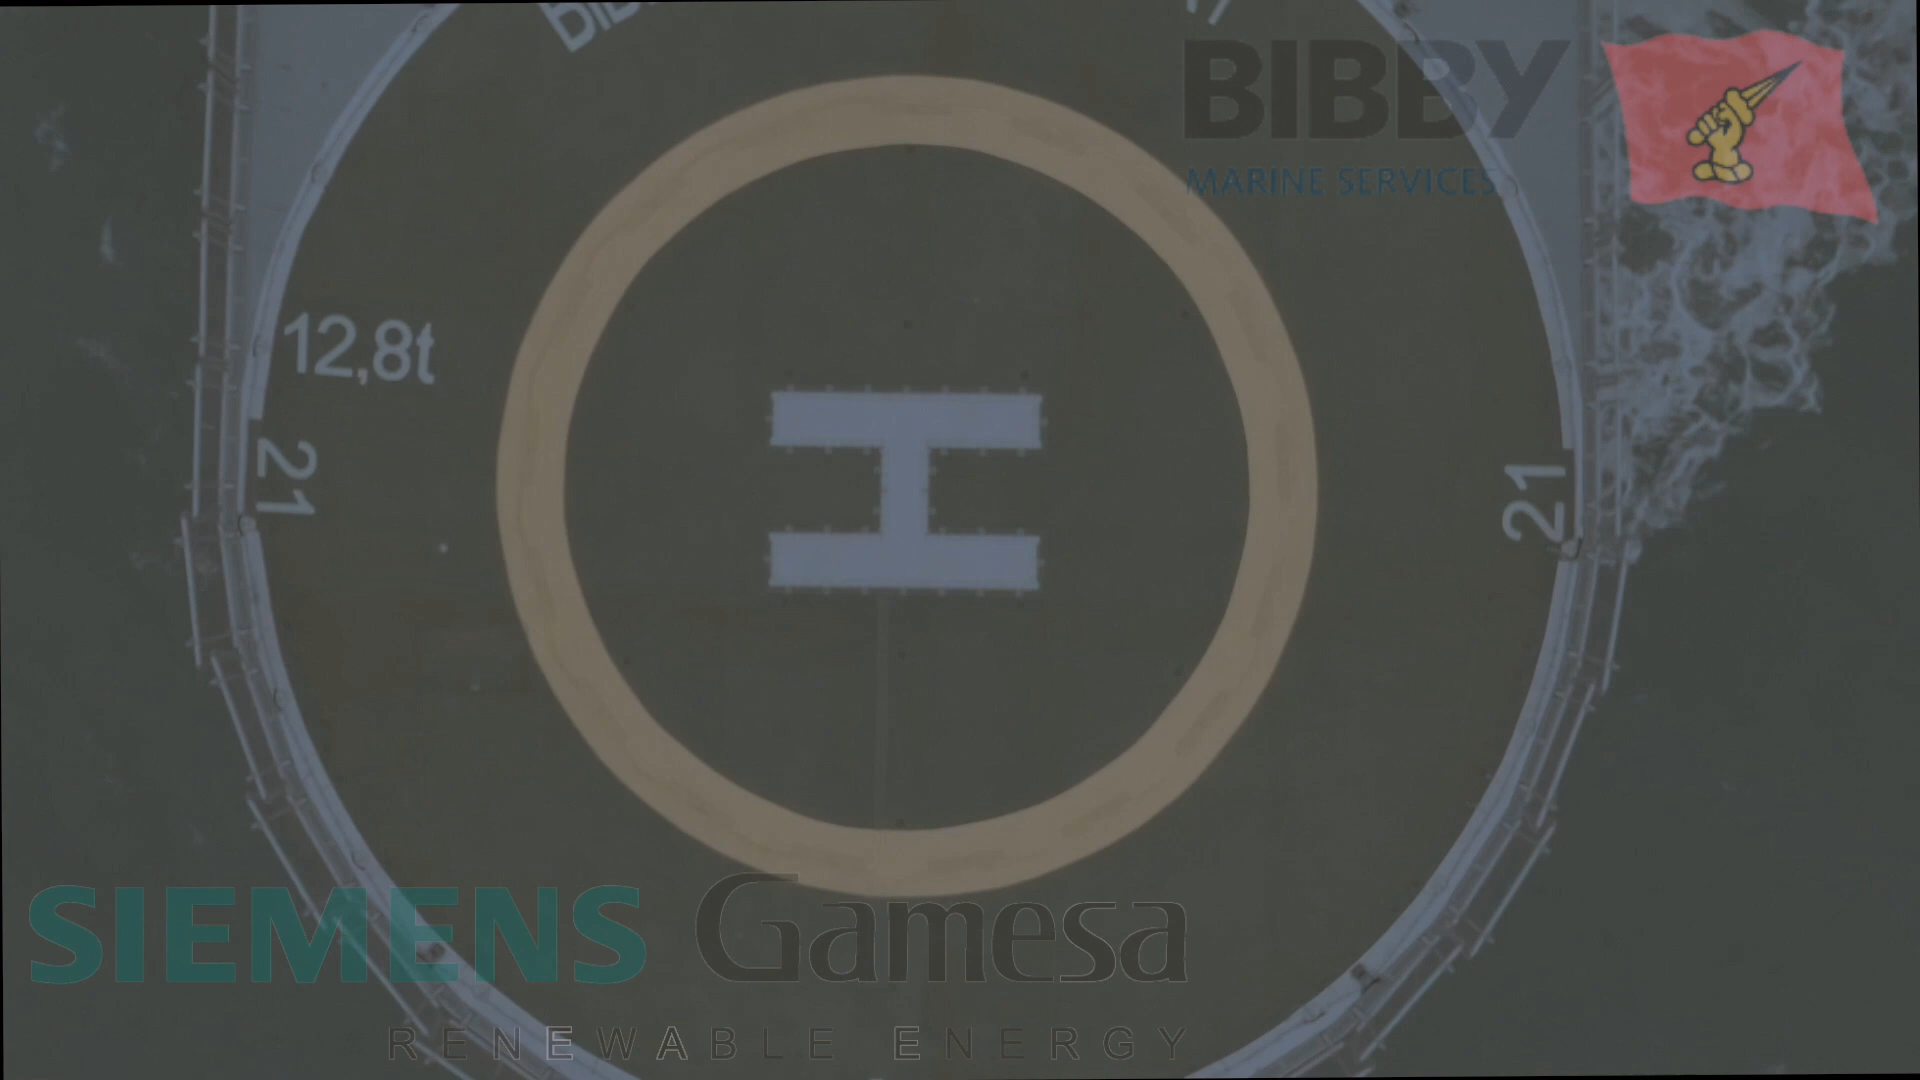 BIBBY
MARINE SERVICES
12,8t
21
H
21
SIEMENS Gamesa
RENEWABLE ENERGY